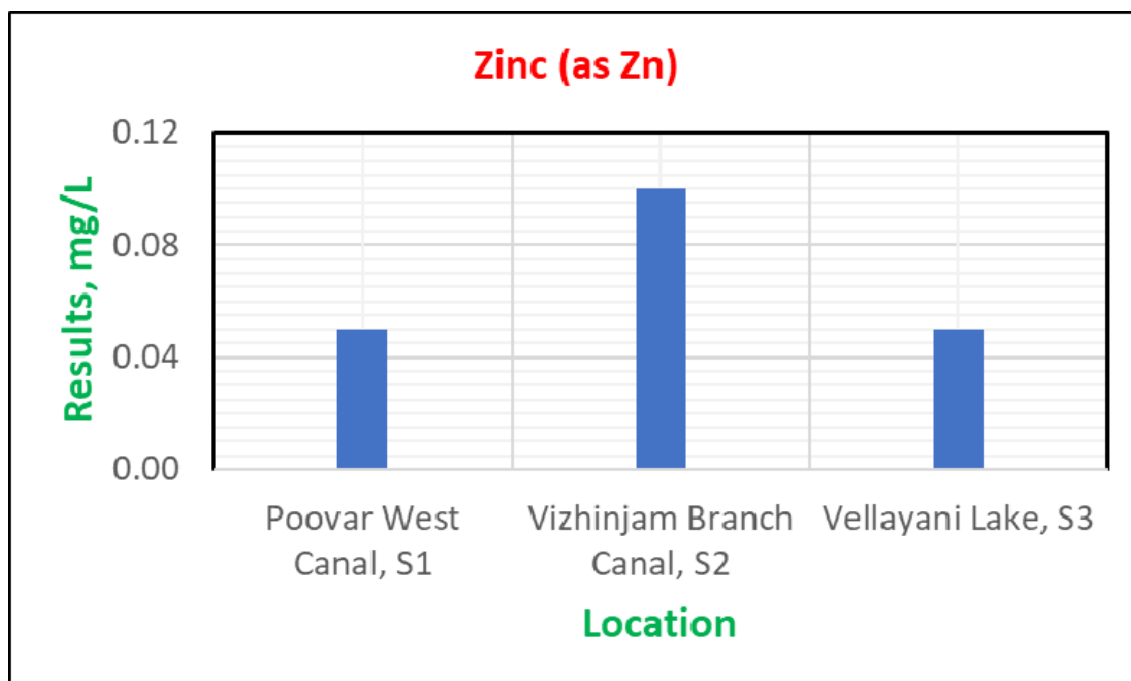 Zinc (as Zn)
Results, mg/L
0.12
0.08
0.04
0.00
Poovar West
Canal, S1
Vizhinjam Branch
Canal, S2
Vellayani Lake, S3
Location